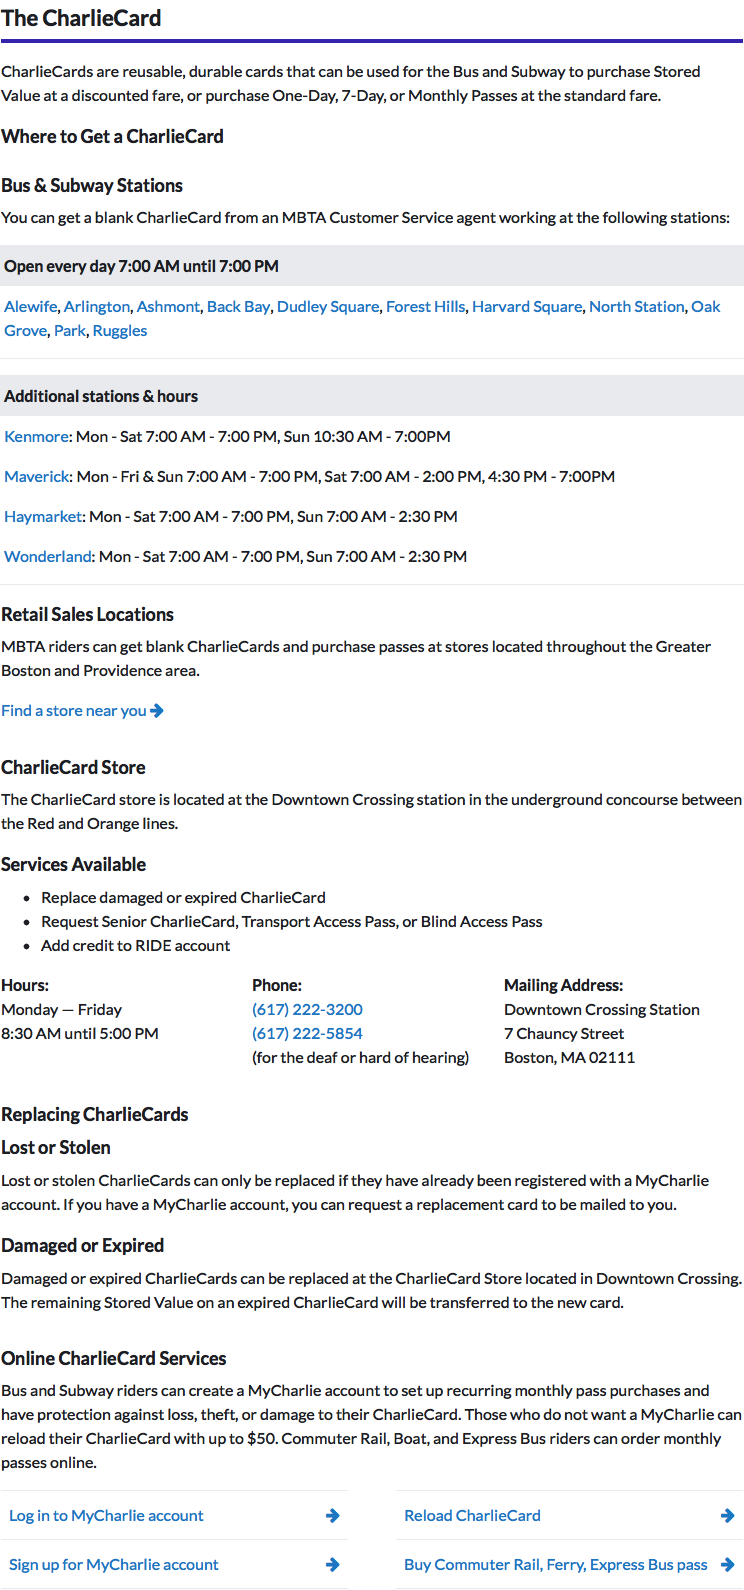 The CharlieCard
CharlieCards are reusable, durable cards that can be used for the Bus and Subway to purchase Stored
Value at a discounted fare, or purchase One-Day, 7-Day, or Monthly Passes at the standard fare.
Where to Get a CharlieCard
Bus & Subway Stations
You can get a blank CharlieCard from an MBTA Customer Service agent working at the following stations:
Open every day 7:00 AM until 7:00 PM
Alewife, Arlington, Ashmont, Back Bay, Dudley Square, Forest Hills, Harvard Square, North Station, Oak
Grove, Park, Ruggles
Additional stations & hours
Kenmore: Mon - Sat 7:00 AM - 7:00 PM, Sun 10:30 AM - 7:00PM
Maverick: Mon - Fri & Sun 7:00 AM - 7:00 PM, Sat 7:00 AM - 2:00 PM, 4:30 PM - 7:00PM
Haymarket: Mon - Sat 7:00 AM - 7:00 PM, Sun 7:00 AM - 2:30 PM
Wonderland: Mon - Sat 7:00 AM - 7:00 PM, Sun 7:00 AM - 2:30 PM
Retail Sales Locations
MBTA riders can get blank CharlieCards and purchase passes at stores located throughout the Greater
Boston and Providence area.
Find a store near you
CharlieCard Store
The CharlieCard store is located at the Downtown Crossing station in the underground concourse between
the Red and Orange lines.
Services Available
• Replace damaged or expired CharlieCard
• Request Senior CharlieCard, Transport Access Pass, or Blind Access Pass
• Add credit to RIDE account
Hours:
Monday — Friday
8:30 AM until 5:00 PM
Phone:
(617) 222-3200
(617) 222-5854
(for the deaf or hard of hearing)
Mailing Address:
Downtown Crossing Station
7 Chauncy Street
Boston, MA 02111
Replacing CharlieCards
Lost or Stolen
Lost or stolen CharlieCards can only be replaced if they have already been registered with a MyCharlie
account. If you have a MyCharlie account, you can request a replacement card to be mailed to you.
Damaged or Expired
Damaged or expired CharlieCards can be replaced at the CharlieCard Store located in Downtown Crossing.
The remaining Stored Value on an expired CharlieCard will be transferred to the new card.
Online CharlieCard Services
Bus and Subway riders can create a MyCharlie account to set up recurring monthly pass purchases and
have protection against loss, theft, or damage to their CharlieCard. Those who do not want a MyCharlie can
reload their CharlieCard with up to $50. Commuter Rail, Boat, and Express Bus riders can order monthly
passes online.
Log in to MyCharlie account
Reload CharlieCard
Sign up for MyCharlie account
Buy Commuter Rail, Ferry, Express Bus pass